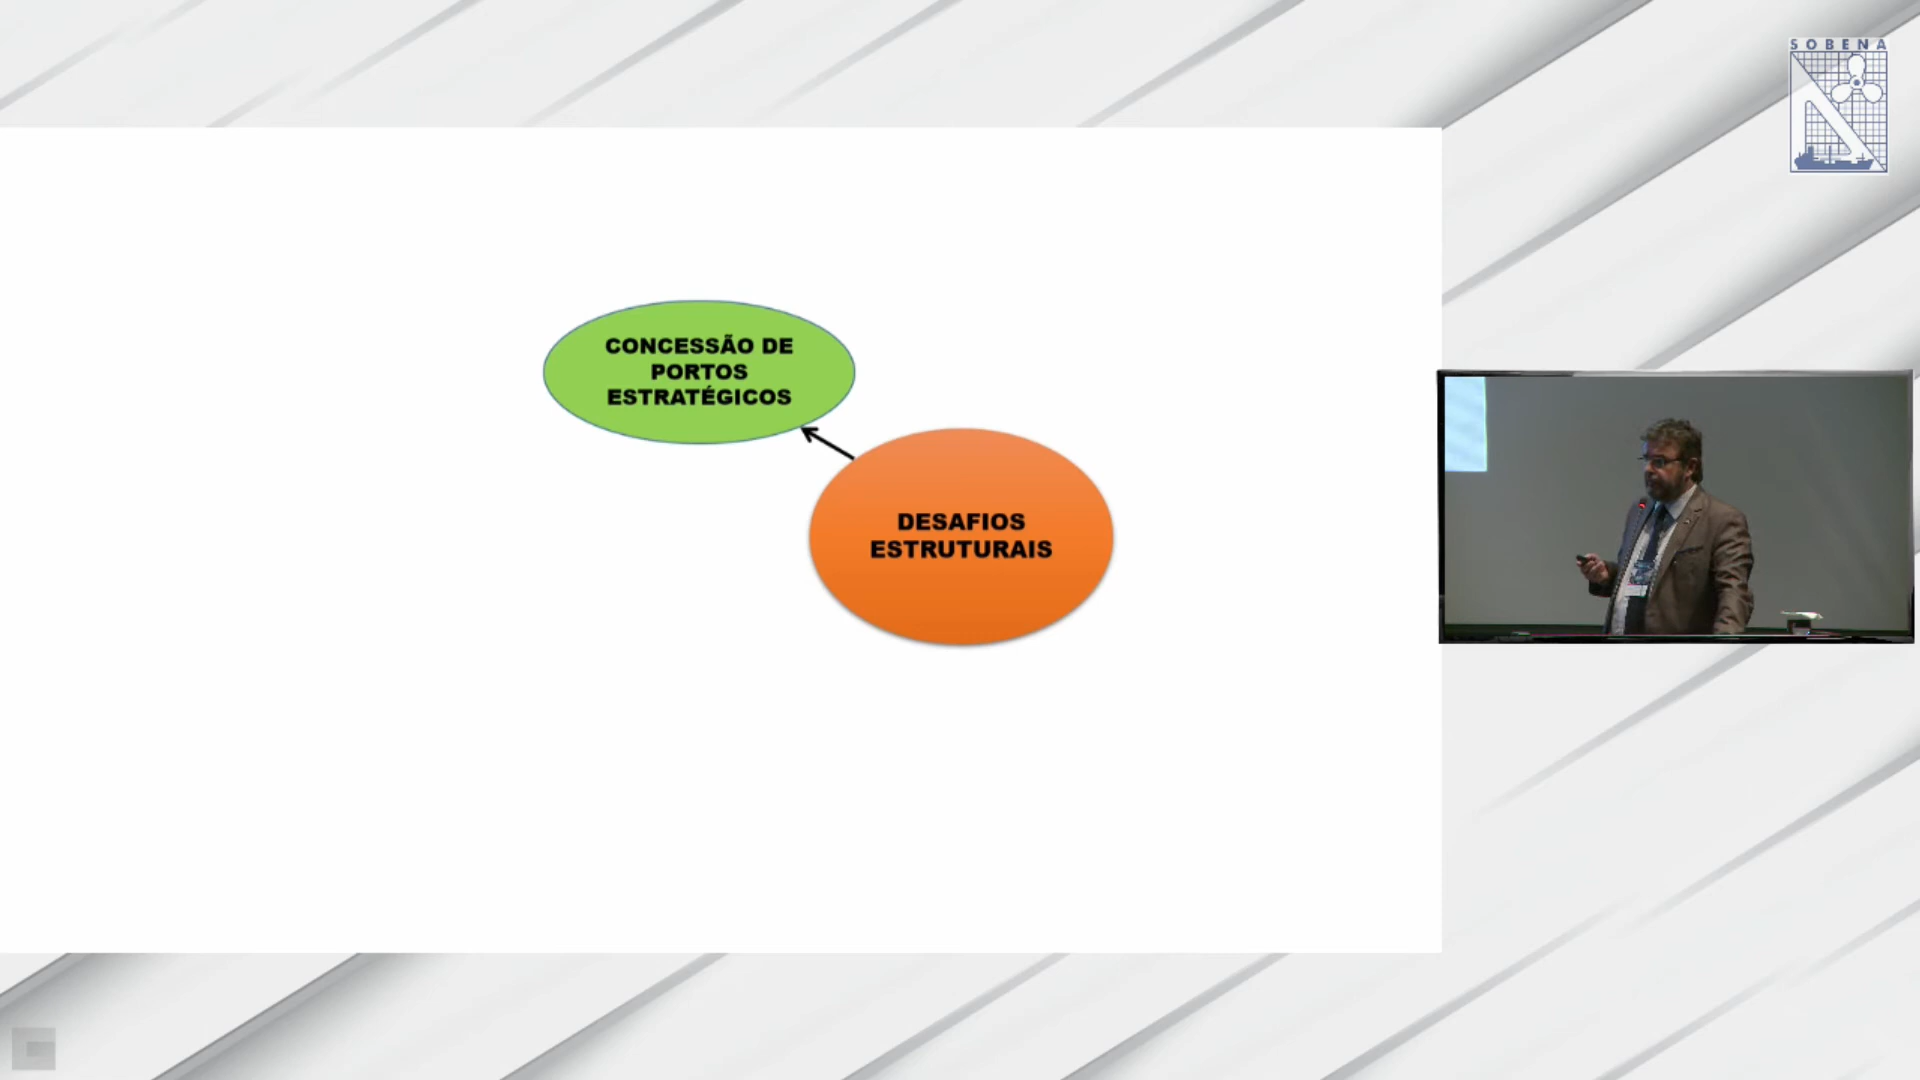 SOBENA
CONCESSÃO DE
PORTOS
ESTRATÉGICOS
DESAFIOS
ESTRUTURAIS